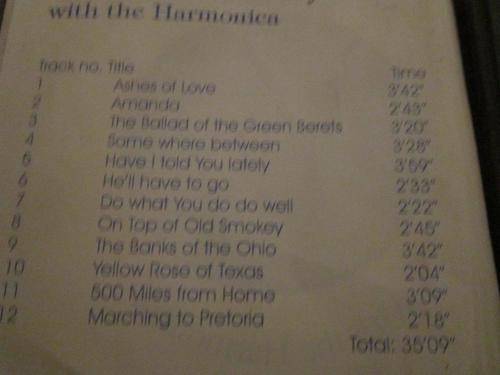 with the Harmonica
Track no. Title Time
1 Ashes of Love 3'42"
2 Amanda 2'43"
3 The Ballad of the Green Berets 3'20"
4 Some where between 3'28"
5 Have I told You lately 3'59"
6 He'll have to go 2'33"
7 Do what You do do well 2'22"
8 On Top of Old Smokey 2'45"
9 The Banks of the Ohio 3'42"
10 Yellow Rose of Texas 2'04"
11 500 Miles from Home 3'09"
12 Marching to Pretoria 2'18"
Total: 35'09"